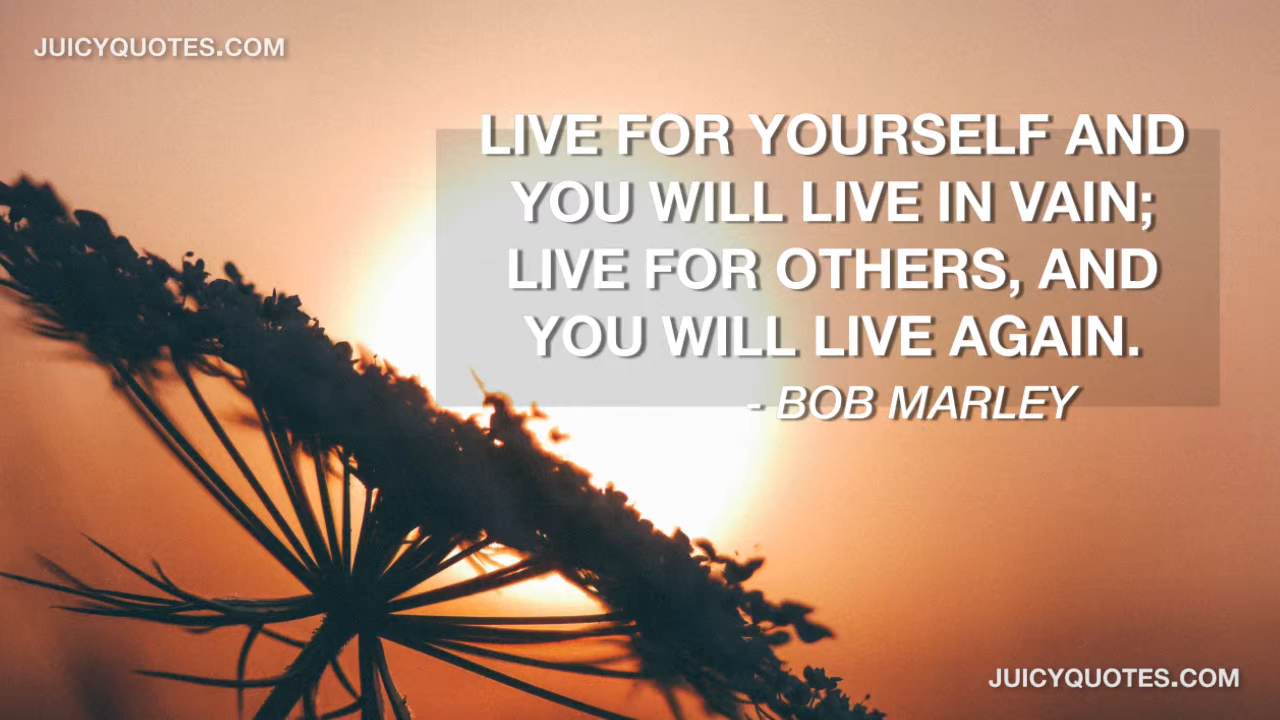 JUICYQUOTES.COM
LIVE FOR YOURSELF AND
YOU WILL LIVE IN VAIN;
LIVE FOR OTHERS, AND
YOU WILL LIVE AGAIN.
- BOB MARLEY
JUICYQUOTES.COM